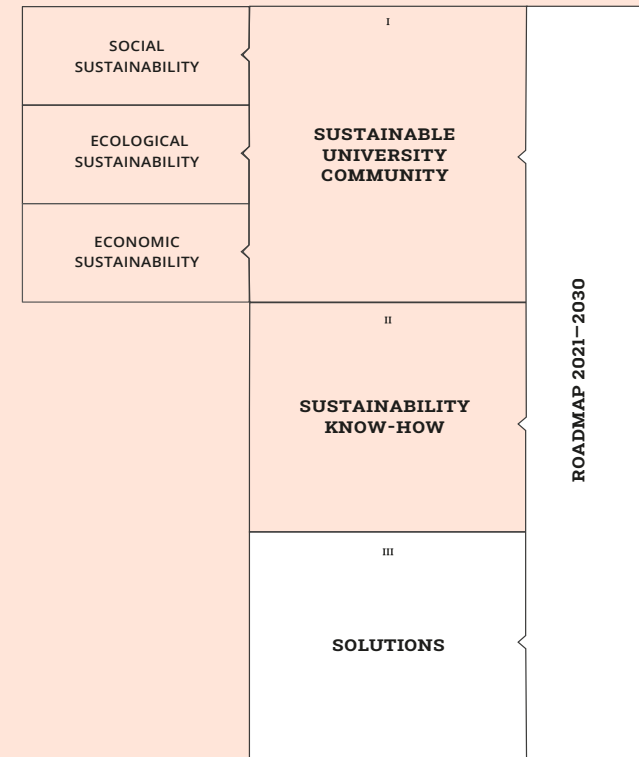 SOCIAL
SUSTAINABILITY
ECOLOGICAL
SUSTAINABILITY
ECONOMIC
SUSTAINABILITY
I
SUSTAINABLE
UNIVERSITY
COMMUNITY
II
SUSTAINABILITY
KNOW-HOW
III
SOLUTIONS
ROADMAP 2021–2030